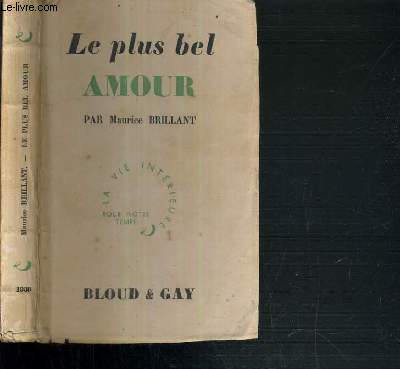 Le plus bel
AMOUR
PAR Maurice BRILLANT
LA VIE INTÉRIEURE
POUR NOTRE
TEMPS
BLOUD & GAY
Maurice BRILLANT. — LE PLUS BEL AMOUR
© Le-livre.com